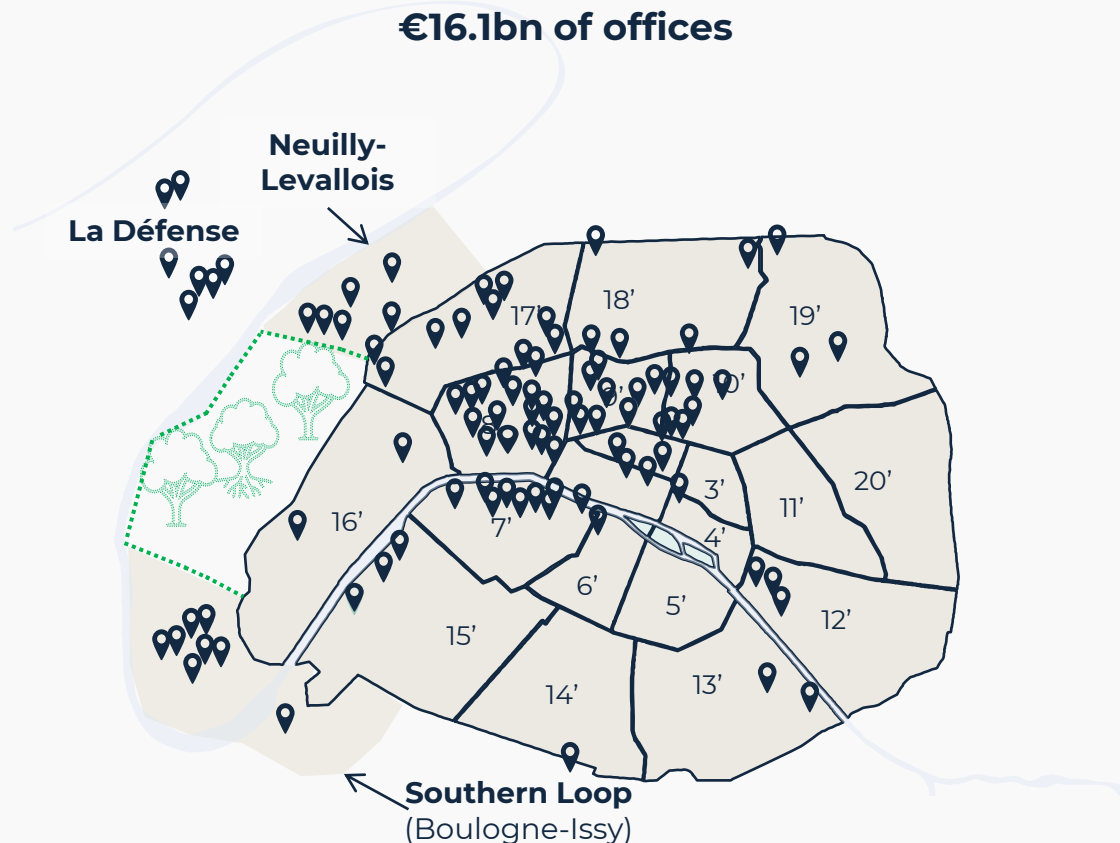 €16.1bn of offices
Neuilly-
Levallois
La Défense
17’
18’
19’
8’
3’
20’
11’
16’
7’
4’
6’
5’
12’
15’
13’
14’
Southern Loop
(Boulogne-Issy)